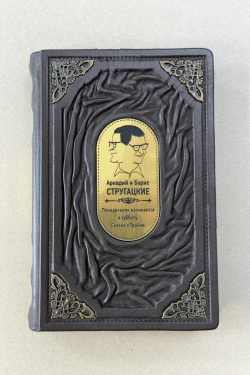 Аркадий и Борис
СТРУГАЦКИЕ
Понедельник начинается
в субботу
Сказка о Тройке